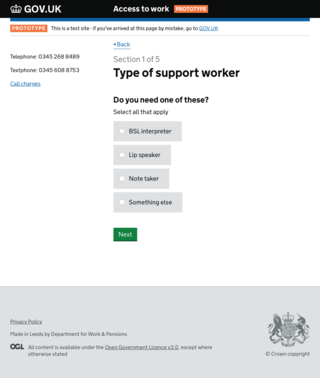 GOV.UK
Access to work PROTOTYPE
PROTOTYPE This is a test site - if you've arrived at this page by mistake, go to GOV.UK
Back
Telephone: 0345 268 8489
Textphone: 0345 608 8753
Call charges
Section 1 of 5
Type of support worker
Do you need one of these?
Select all that apply
BSL interpreter
Lip speaker
Note taker
Something else
Next
Privacy Policy
Made in Leeds by Department for Work & Pensions
OGL All content is available under the Open Government Licence v3.0, except where
otherwise stated
© Crown copyright